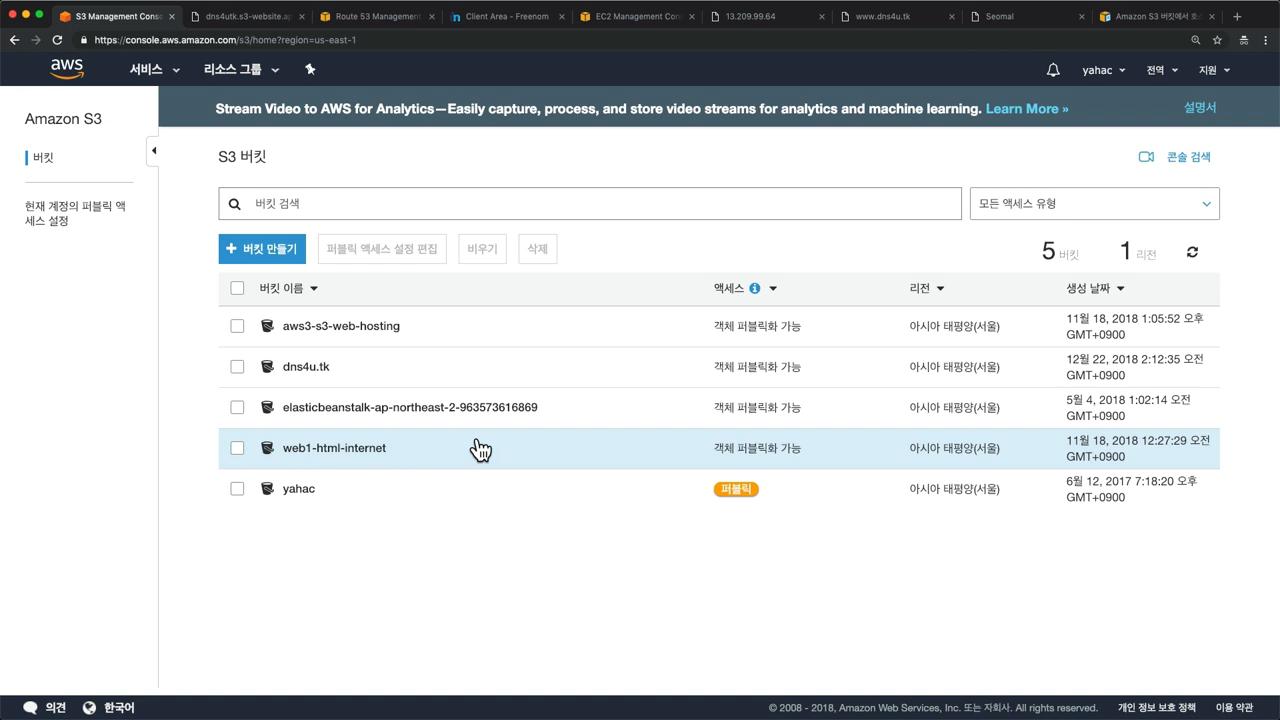 S3 Management Conso
dns4utk.s3-website.ap
Route 53 Management
Client Area - Freenom
EC2 Management Con
13.209.99.64
www.dns4u.tk
Seomal
Amazon S3 버킷에서 호스
https://console.aws.amazon.com/s3/home?region=us-east-1
aws
서비스
리소스 그룹
yahac
전역
지원
Amazon S3
버킷
현재 계정의 퍼블릭 액
세스 설정
Stream Video to AWS for Analytics—Easily capture, process, and store video streams for analytics and machine learning. Learn More »
설명서
S3 버킷
콘솔 검색
버킷 검색
모든 액세스 유형
+ 버킷 만들기
퍼블릭 액세스 설정 편집
비우기
삭제
5 버킷
1 리전
버킷 이름
액세스
리전
생성 날짜
aws3-s3-web-hosting
객체 퍼블릭화 가능
아시아 태평양(서울)
11월 18, 2018 1:05:52 오후
GMT+0900
dns4u.tk
객체 퍼블릭화 가능
아시아 태평양(서울)
12월 22, 2018 2:12:35 오전
GMT+0900
elasticbeanstalk-ap-northeast-2-963573616869
객체 퍼블릭화 가능
아시아 태평양(서울)
5월 4, 2018 1:02:14 오전
GMT+0900
web1-html-internet
객체 퍼블릭화 가능
아시아 태평양(서울)
11월 18, 2018 12:27:29 오전
GMT+0900
yahac
퍼블릭
아시아 태평양(서울)
6월 12, 2017 7:18:20 오후
GMT+0900
의견
한국어
© 2008 - 2018, Amazon Web Services, Inc. 또는 자회사. All rights reserved.
개인 정보 보호 정책
이용 약관